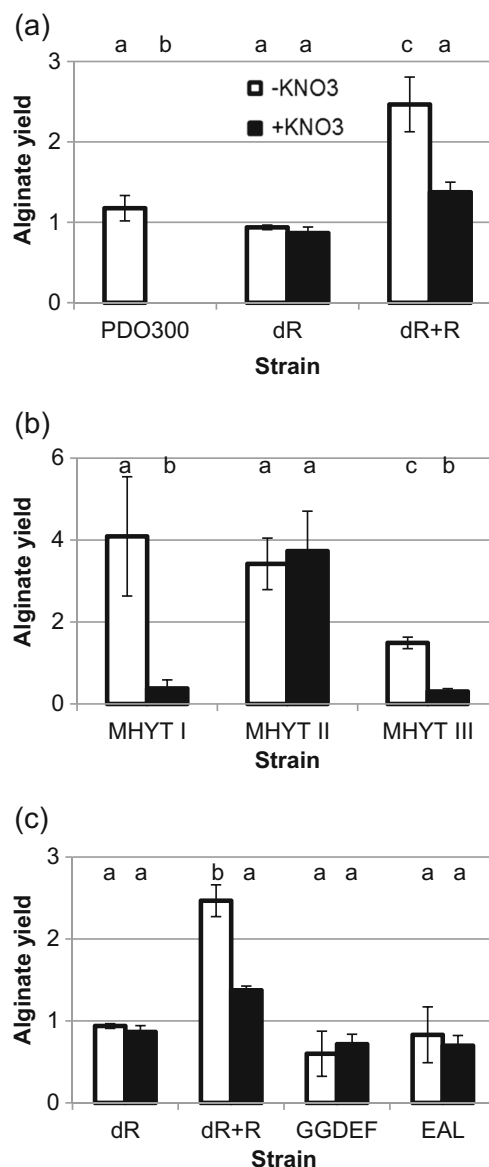 (a)
a b a a c a
3
2
1
0
Alginate yield
-KNO3
+KNO3
PDO300 dR dR+R
Strain
(b)
6
4
2
0
Alginate yield
a b a a c b
MHYT I MHYT II MHYT III
Strain
(c)
3
2
1
0
Alginate yield
a a b a a a a a
dR dR+R GGDEF EAL
Strain